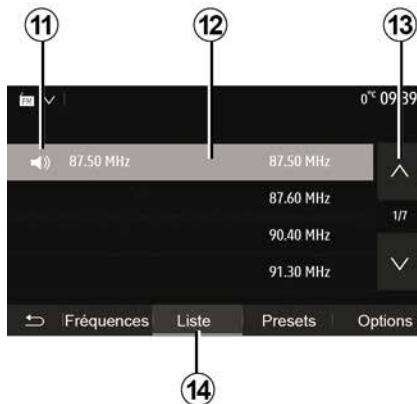 11 12 13
FM 0°C 09:39
87.50 MHz 87.50 MHz
87.60 MHz
1/7
90.40 MHz
91.30 MHz
Fréquences Liste Presets Options
14